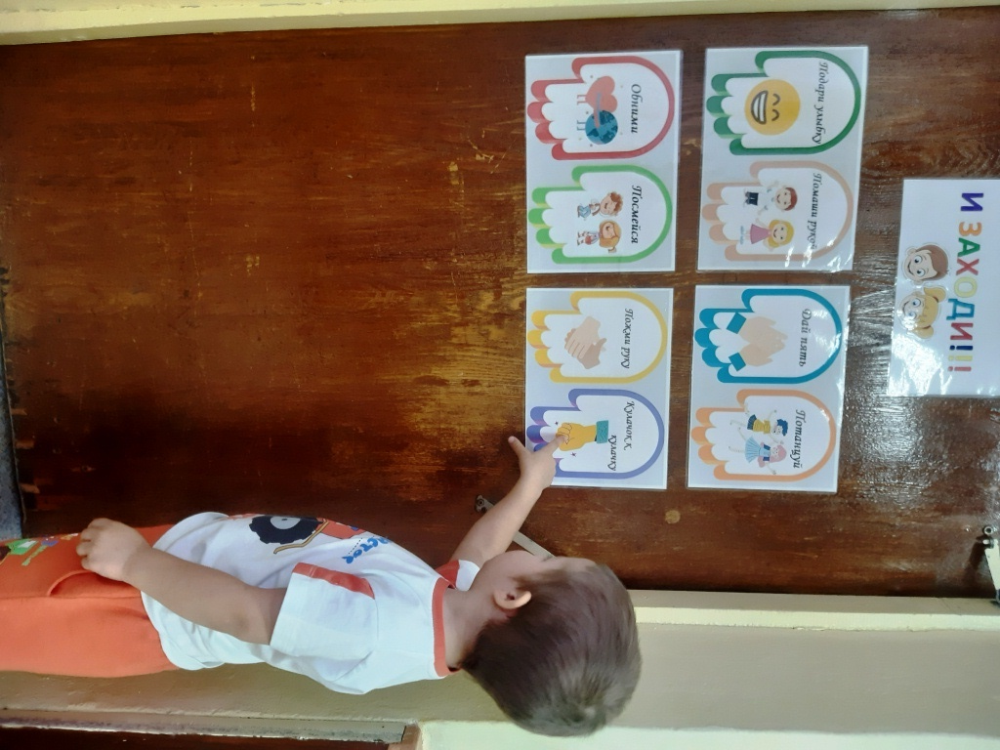 И ЗАХОДИ!!!
Подари улыбку
Помаши рукой
Дай пять
Потанцуй
Обними
Посмейся
Пожми руку
Кулачок к
кулачку